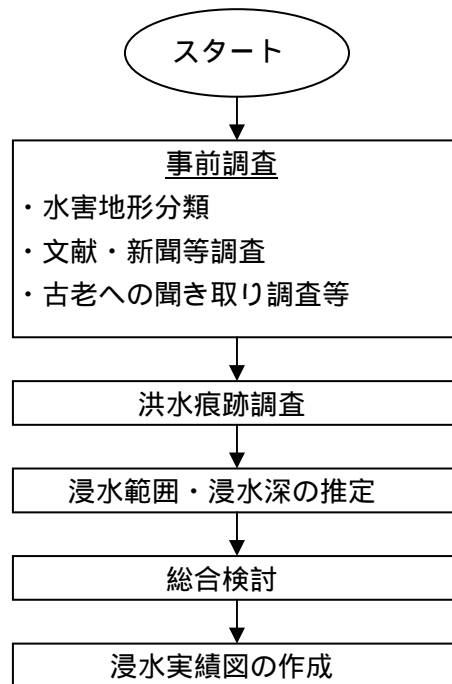 スタート
事前調査
・水害地形分類
・文献・新聞等調査
・古老への聞き取り調査等
洪水痕跡調査
浸水範囲・浸水深の推定
総合検討
浸水実績図の作成